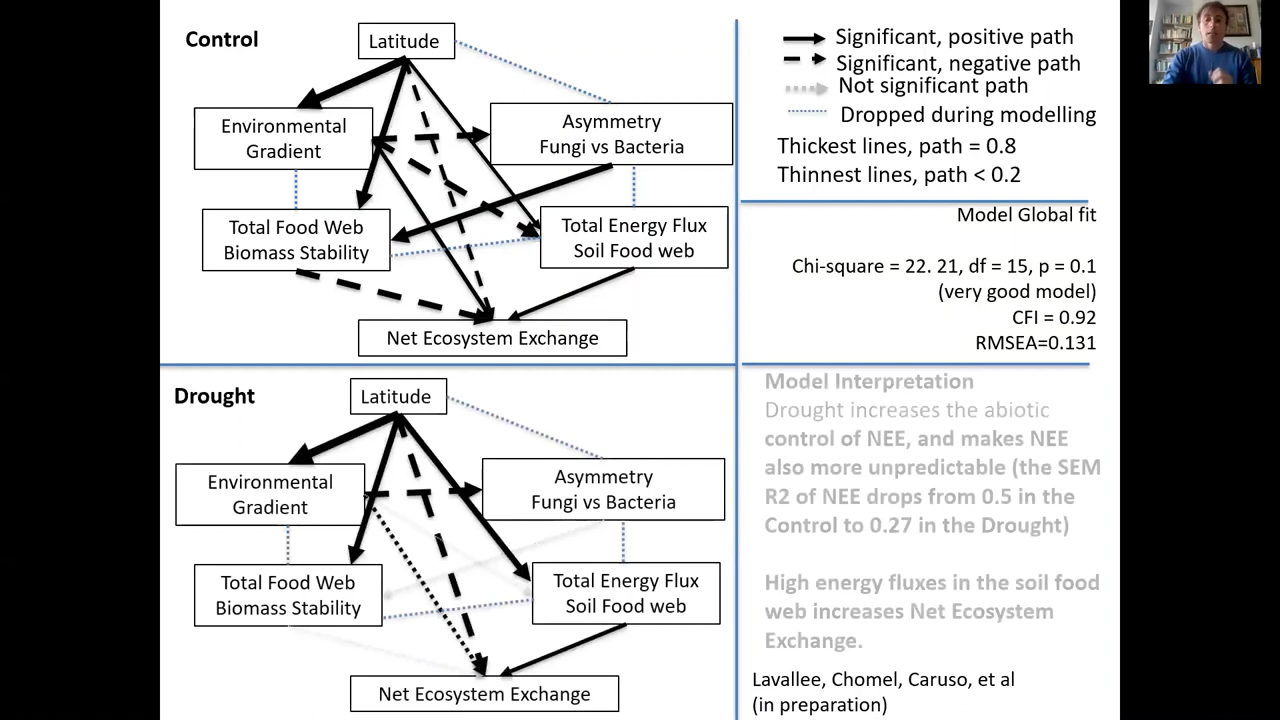 Control
Latitude
Environmental
Gradient
Asymmetry
Fungi vs Bacteria
Total Food Web
Biomass Stability
Total Energy Flux
Soil Food web
Net Ecosystem Exchange
Significant, positive path
Significant, negative path
Not significant path
Dropped during modelling
Thickest lines, path = 0.8
Thinnest lines, path < 0.2
Model Global fit
Chi-square = 22. 21, df = 15, p = 0.1
(very good model)
CFI = 0.92
RMSEA=0.131
Drought
Latitude
Environmental
Gradient
Asymmetry
Fungi vs Bacteria
Total Food Web
Biomass Stability
Total Energy Flux
Soil Food web
Net Ecosystem Exchange
Model Interpretation
Drought increases the abiotic
control of NEE, and makes NEE
also more unpredictable (the SEM
R2 of NEE drops from 0.5 in the
Control to 0.27 in the Drought)
High energy fluxes in the soil food
web increases Net Ecosystem
Exchange.
Lavallee, Chomel, Caruso, et al
(in preparation)